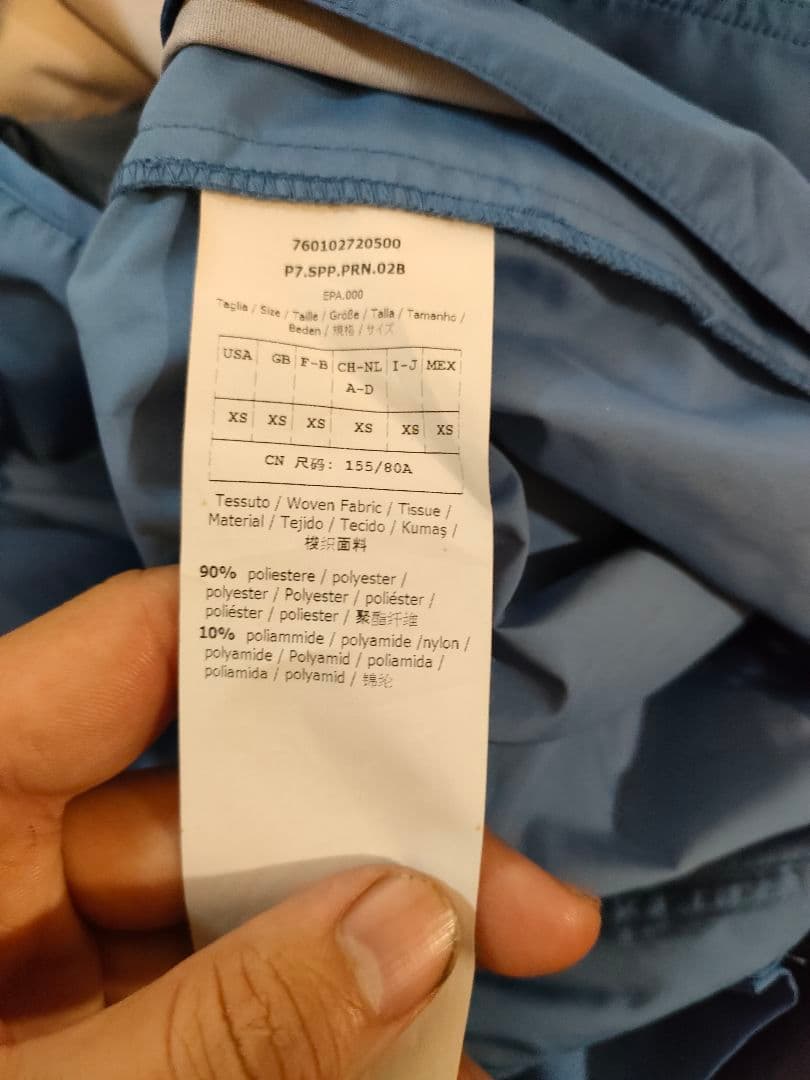 760102720500
P7.SPP.PRN.02B
EPA.000
Taglia / Size / Taille / Größe / Talla / Tamanho /
Beden / 規格 / サイズ
USA GB F-B CH-NL I-J MEX
A-D
XS XS XS XS XS XS
CN 尺码: 155/80A
Tessuto / Woven Fabric / Tissue /
Material / Tejido / Tecido / Kumaş /
梭织面料
90% poliestere / polyester /
polyester / Polyester / poliéster /
poliéster / poliester / 聚酯纤维
10% poliammide / polyamide /nylon /
polyamide / Polyamid / poliamida /
poliamida / polyamid / 锦纶